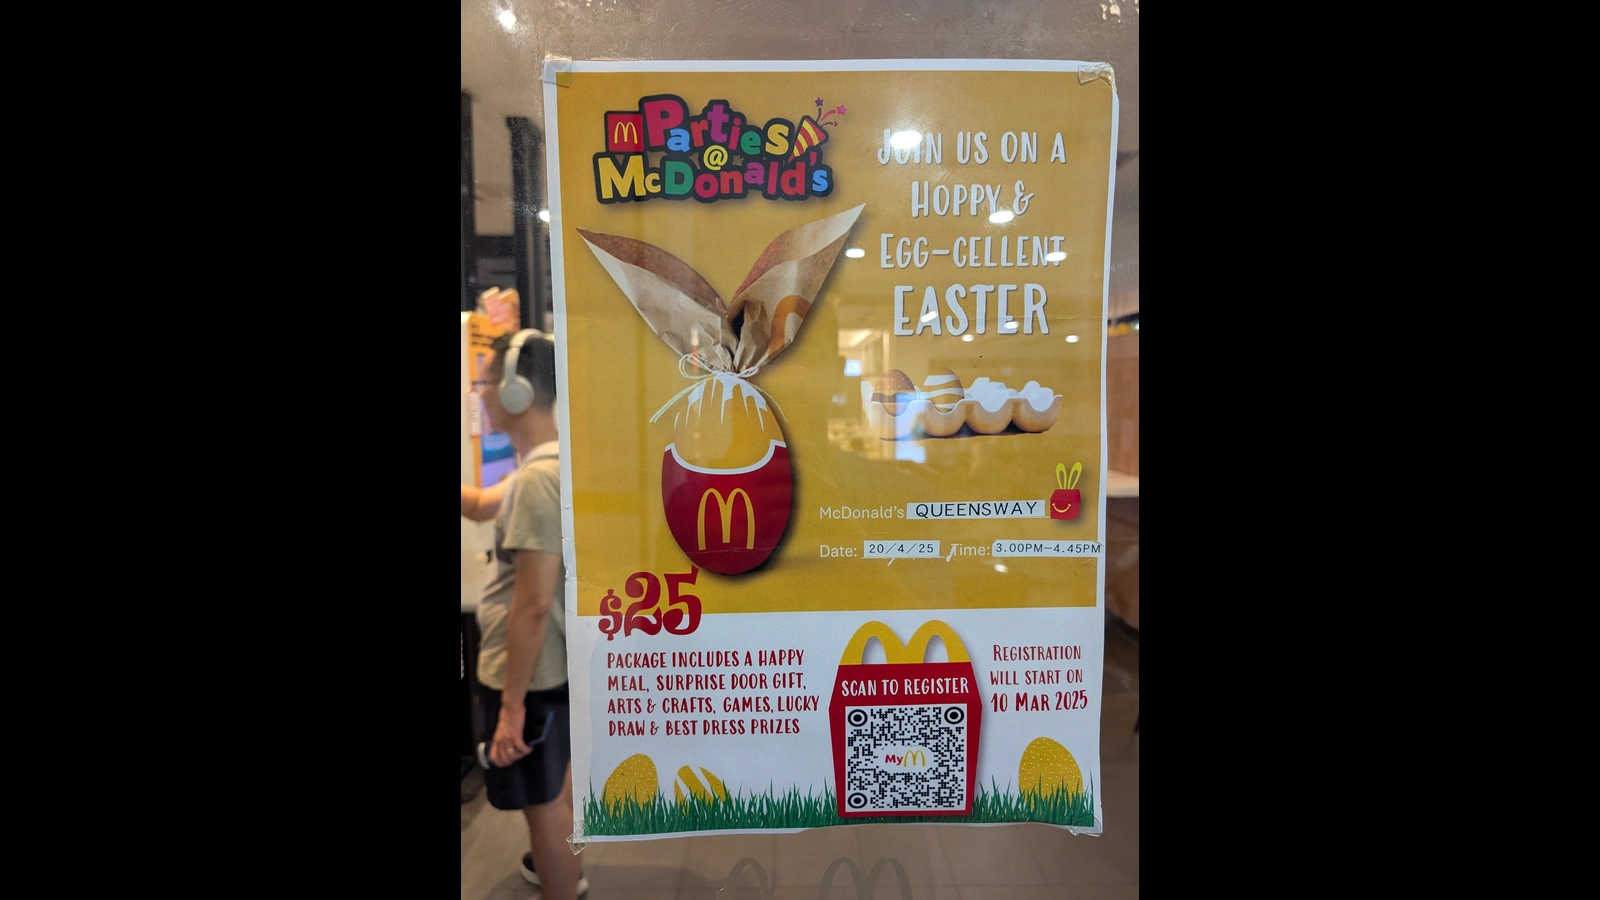 Parties
@
McDonald's
JOIN US ON A
HOPPY &
EGG-CELLENT
EASTER
McDonald's QUEENSWAY
Date: 20/4/25 Time: 3.00PM-4.45PM
$25
PACKAGE INCLUDES A HAPPY
MEAL, SURPRISE DOOR GIFT,
ARTS & CRAFTS, GAMES, LUCKY
DRAW & BEST DRESS PRIZES
SCAN TO REGISTER
My
REGISTRATION
WILL START ON
10 MAR 2025